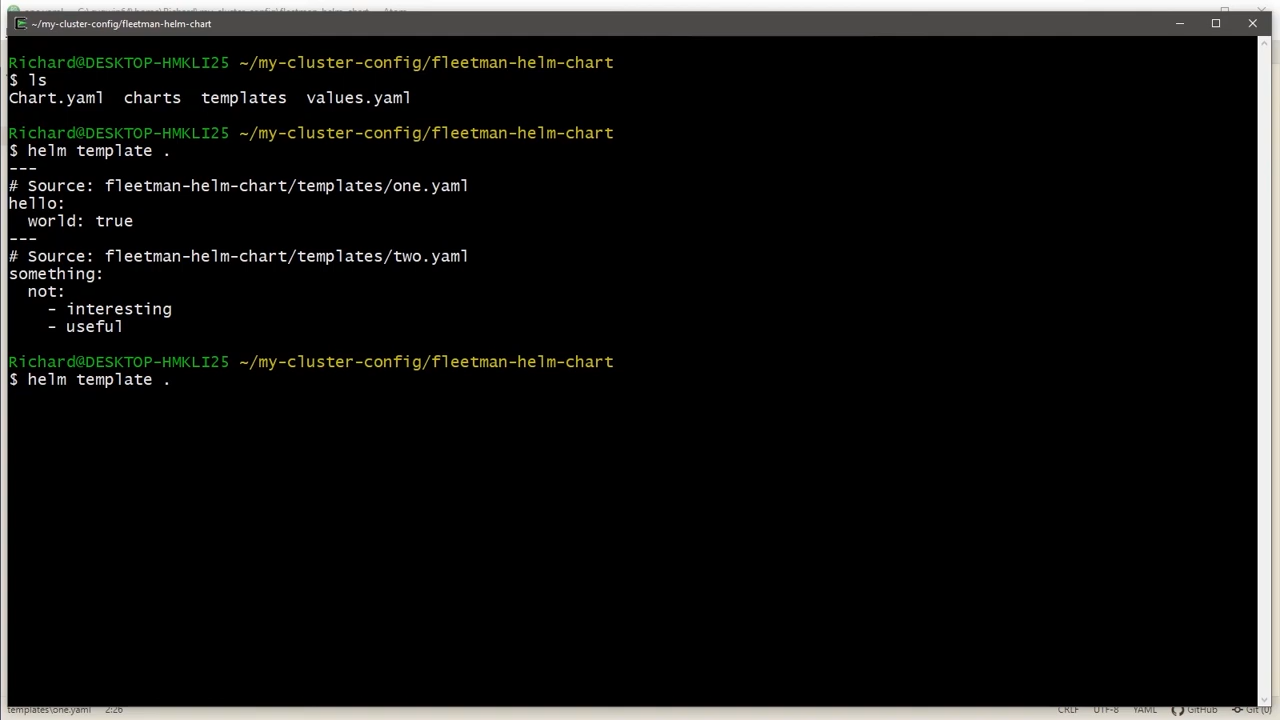 ~/my-cluster-config/fleetman-helm-chart
Richard@DESKTOP-HMKLI25 ~/my-cluster-config/fleetman-helm-chart
$ ls
Chart.yaml  charts  templates  values.yaml
Richard@DESKTOP-HMKLI25 ~/my-cluster-config/fleetman-helm-chart
$ helm template .
---
# Source: fleetman-helm-chart/templates/one.yaml
hello:
  world: true
---
# Source: fleetman-helm-chart/templates/two.yaml
something:
  not:
    - interesting
    - useful
Richard@DESKTOP-HMKLI25 ~/my-cluster-config/fleetman-helm-chart
$ helm template .
templates\one.yaml 2:26 CRLF UTF-8 YAML GitHub Git (0)